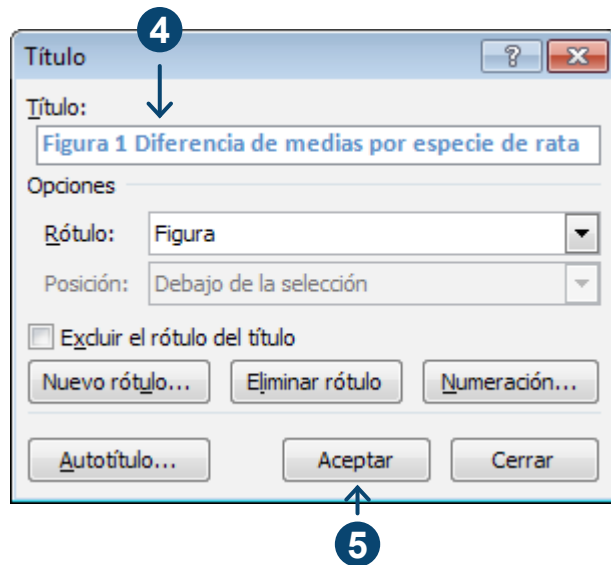 4
Título
Título:
Figura 1 Diferencia de medias por especie de rata
Opciones
Rótulo: Figura
Posición: Debajo de la selección
Excluir el rótulo del título
Nuevo rótulo... Eliminar rótulo Numeración...
Autotítulo... Aceptar Cerrar
5